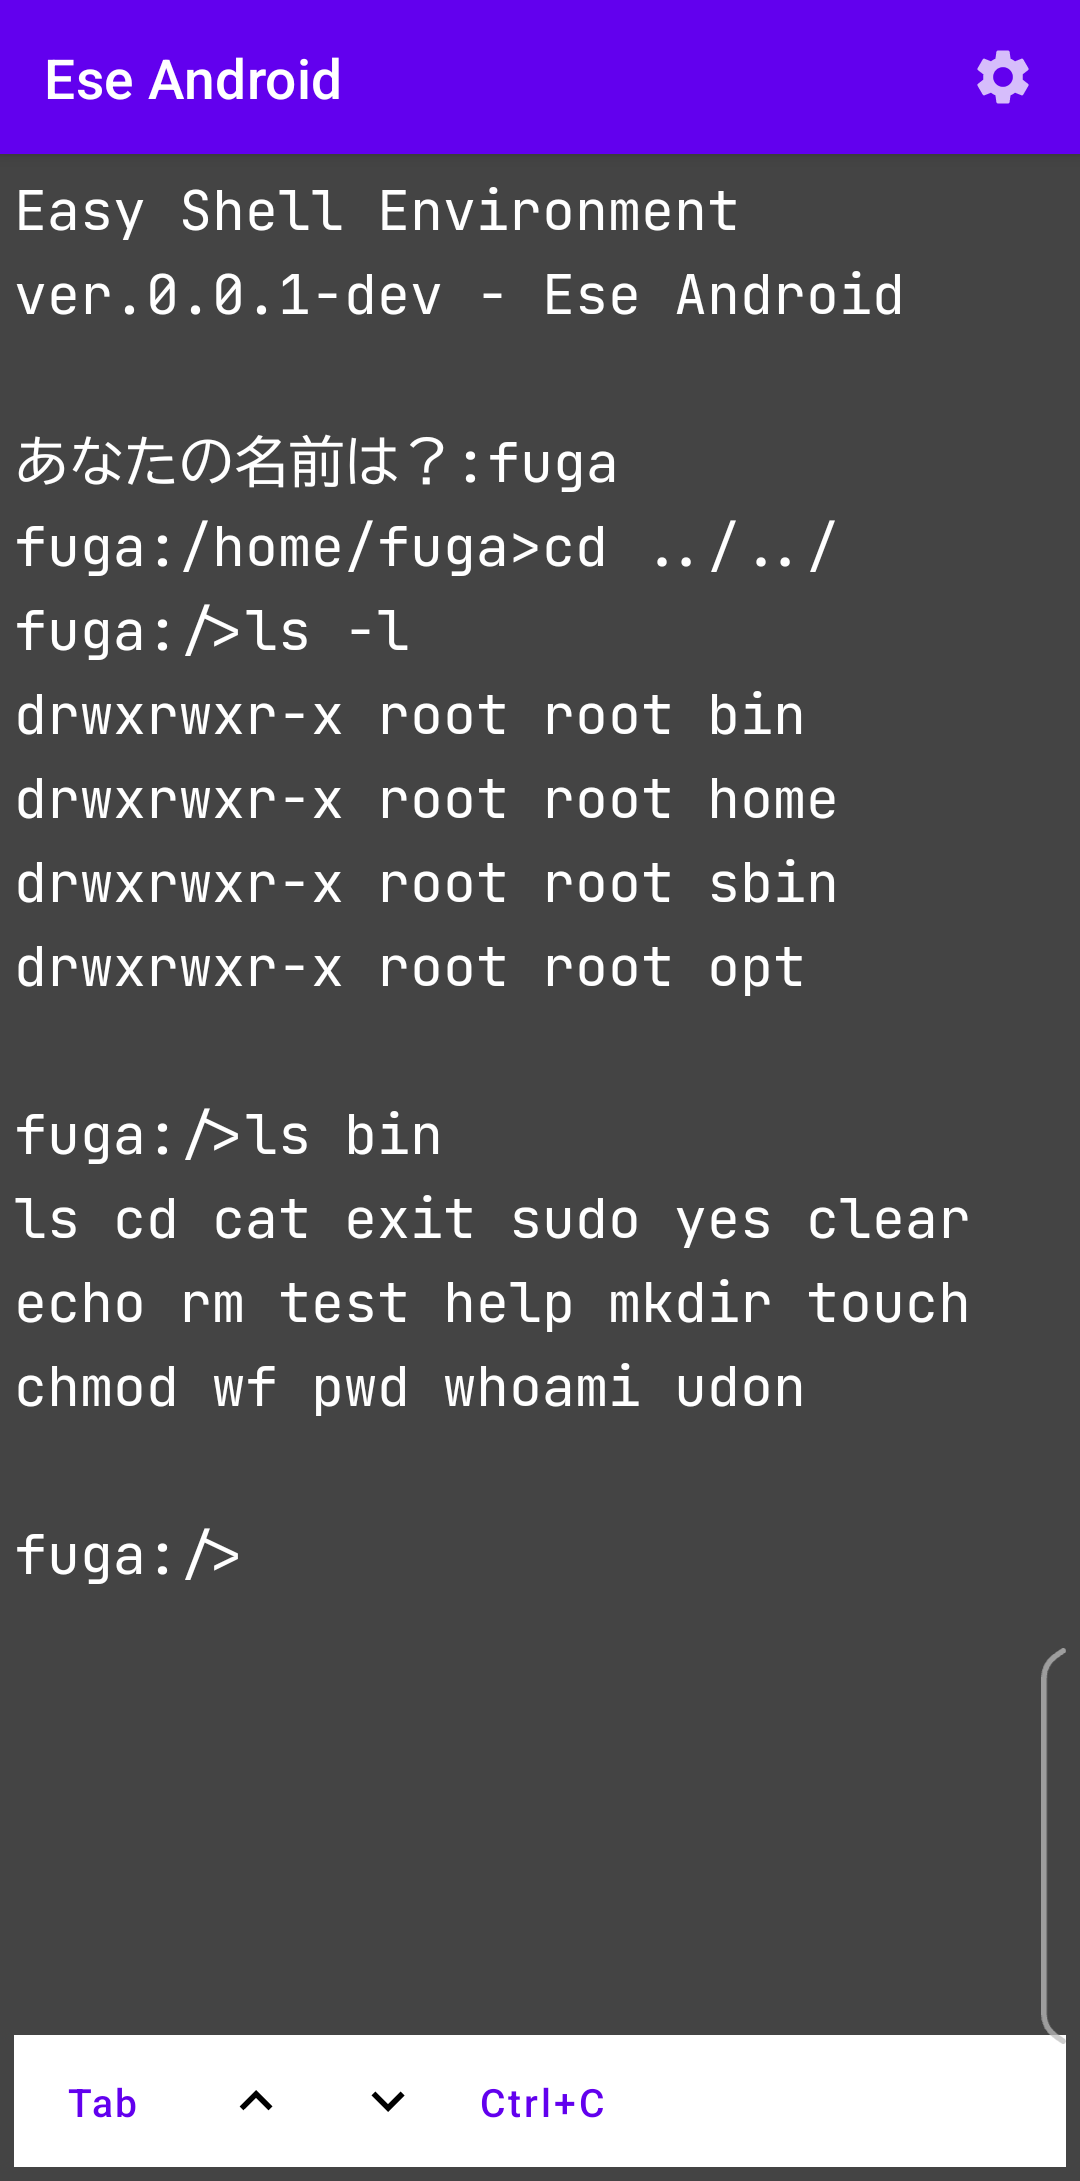 Ese Android
Easy Shell Environment
ver.0.0.1-dev - Ese Android
あなたの名前は？:fuga
fuga:/home/fuga>cd ../../
fuga:/>ls -l
drwxrwxr-x root root bin
drwxrwxr-x root root home
drwxrwxr-x root root sbin
drwxrwxr-x root root opt
fuga:/>ls bin
ls cd cat exit sudo yes clear
echo rm test help mkdir touch
chmod wf pwd whoami udon
fuga:/>
Tab Ctrl+C